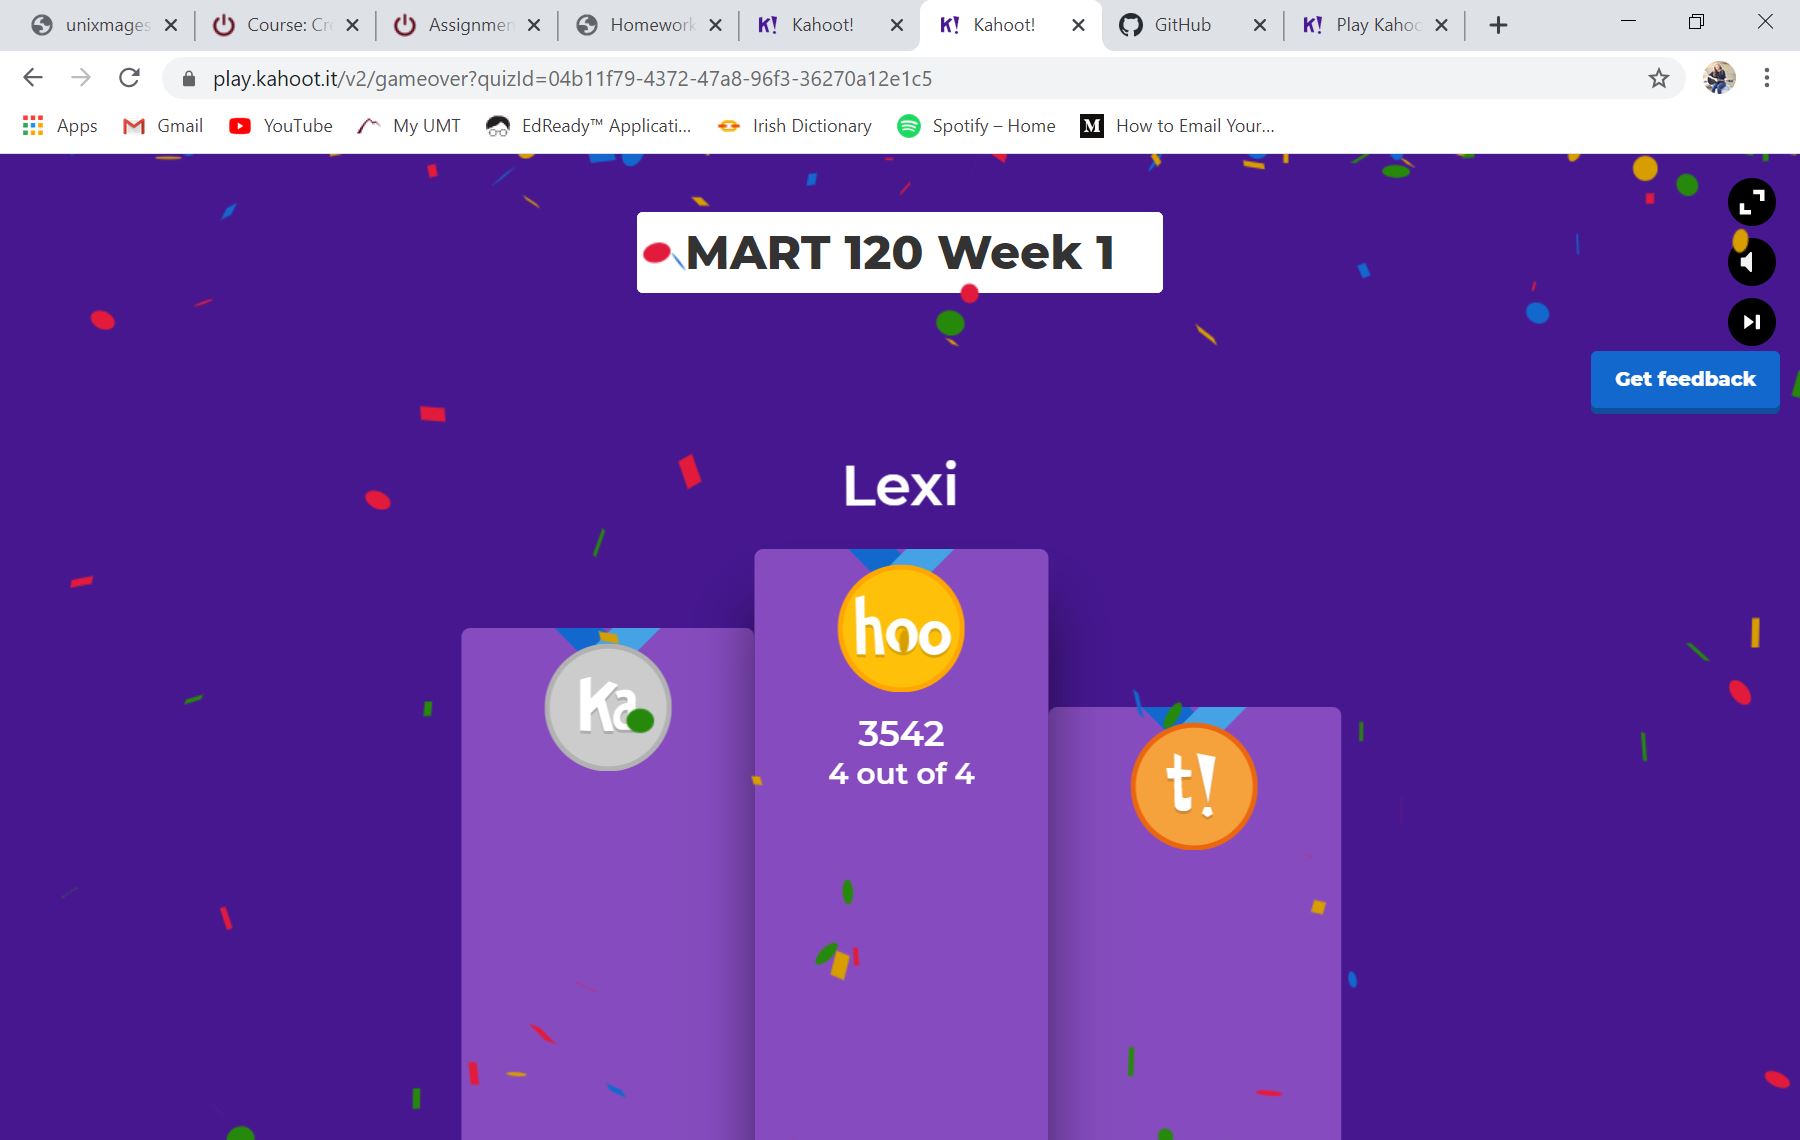 unixmages
Course: Cr
Assignmen
Homework
Kahoot!
Kahoot!
GitHub
Play Kahoo
play.kahoot.it/v2/gameover?quizId=04b11f79-4372-47a8-96f3-36270a12e1c5
Apps
Gmail
YouTube
My UMT
EdReady™ Applicati...
Irish Dictionary
Spotify – Home
M
How to Email Your...
MART 120 Week 1
Get feedback
Lexi
hoo
3542
4 out of 4
Ka
t!